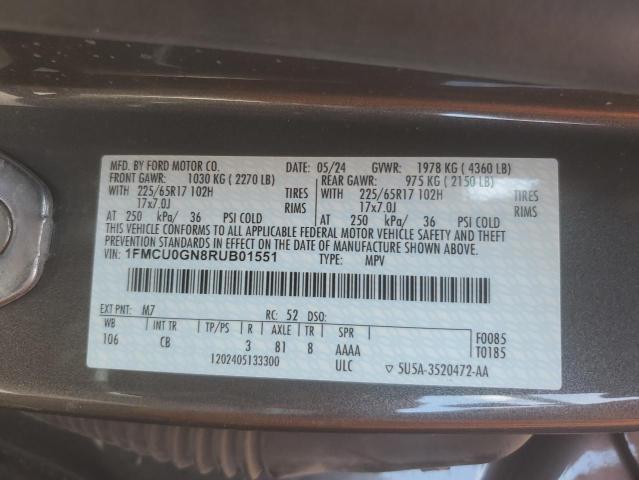 MFD. BY FORD MOTOR CO. DATE: 05/24 GVWR: 1978 KG ( 4360 LB)
FRONT GAWR: 1030 KG ( 2270 LB) REAR GAWR: 975 KG ( 2150 LB)
WITH 225/65R17 102H TIRES WITH 225/65R17 102H TIRES
17x7.0J RIMS 17x7.0J RIMS
AT 250 kPa/ 36 PSI COLD AT 250 kPa/ 36 PSI COLD
THIS VEHICLE CONFORMS TO ALL APPLICABLE FEDERAL MOTOR VEHICLE SAFETY AND THEFT
PREVENTION STANDARDS IN EFFECT ON THE DATE OF MANUFACTURE SHOWN ABOVE.
VIN: 1FMCU0GN8RUB01551 TYPE: MPV
EXT PNT: M7 RC: 52 DSO:
WB INT TR TP/PS R AXLE TR SPR F0085
106 CB 3 81 8 AAAA T0185
1202405133300 ULC ▽ 5U5A-3520472-AA